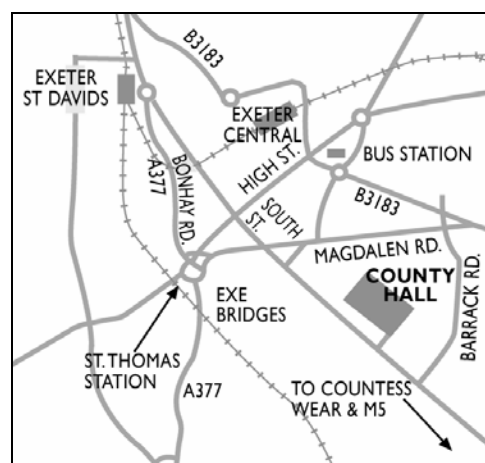 B3183
EXETER
ST DAVIDS
EXETER
CENTRAL
A377
BONHAY RD.
HIGH ST.
BUS STATION
SOUTH
ST.
B3183
MAGDALEN RD.
COUNTY
HALL
BARRACK RD.
EXE
BRIDGES
ST. THOMAS
STATION
A377
TO COUNTESS
WEAR & M5